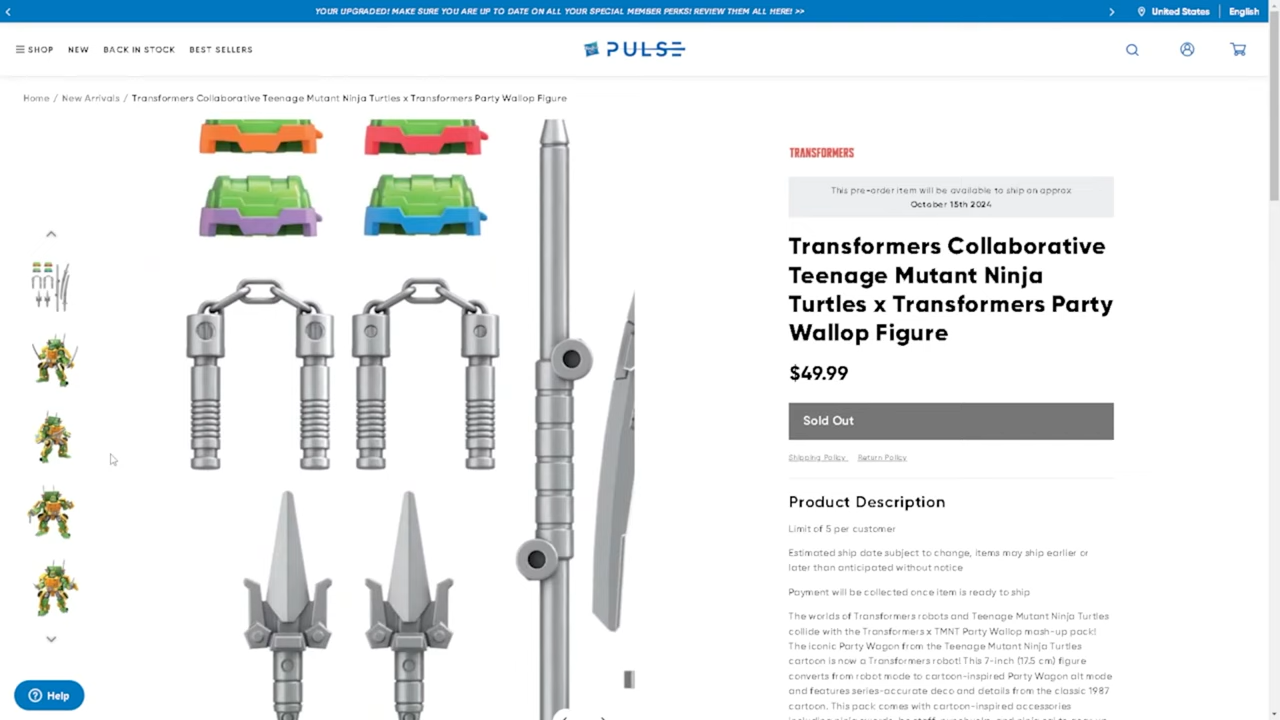 YOUR UPGRADED! MAKE SURE YOU ARE UP TO DATE ON ALL YOUR SPECIAL MEMBER PERKS! REVIEW THEM ALL HERE! >>
United States
English
SHOP
NEW
BACK IN STOCK
BEST SELLERS
PULSE
Home / New Arrivals / Transformers Collaborative Teenage Mutant Ninja Turtles x Transformers Party Wallop Figure
TRANSFORMERS
This pre-order item will be available to ship on approx
October 15th 2024
Transformers Collaborative
Teenage Mutant Ninja
Turtles x Transformers Party
Wallop Figure
$49.99
Sold Out
Shipping Policy
Return Policy
Product Description
Limit of 5 per customer
Estimated ship date subject to change, items may ship earlier or
later than anticipated without notice
Payment will be collected once item is ready to ship
The worlds of Transformers robots and Teenage Mutant Ninja Turtles
collide with the Transformers x TMNT Party Wallop mash-up pack!
The iconic Party Wagon from the Teenage Mutant Ninja Turtles
cartoon is now a Transformers robot! This 7-inch (17.5 cm) figure
converts from robot mode to cartoon-inspired Party Wagon alt mode
and features series-accurate deco and details from the classic 1987
cartoon. This pack comes with cartoon-inspired accessories
Help